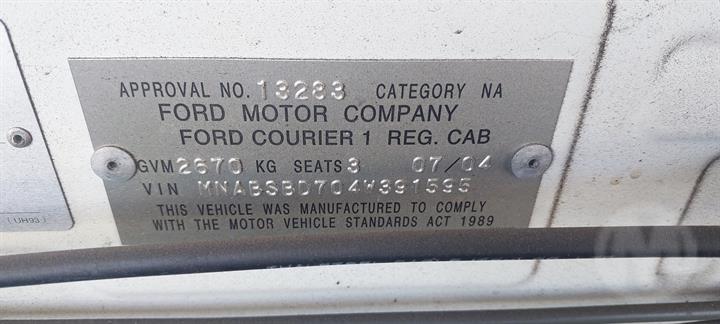 APPROVAL NO. 13283 CATEGORY NA
FORD MOTOR COMPANY
FORD COURIER 1 REG. CAB
GVM 2670 KG SEATS 3 07/04
VIN MNABSBD704W391595
THIS VEHICLE WAS MANUFACTURED TO COMPLY
WITH THE MOTOR VEHICLE STANDARDS ACT 1989
(UH93)